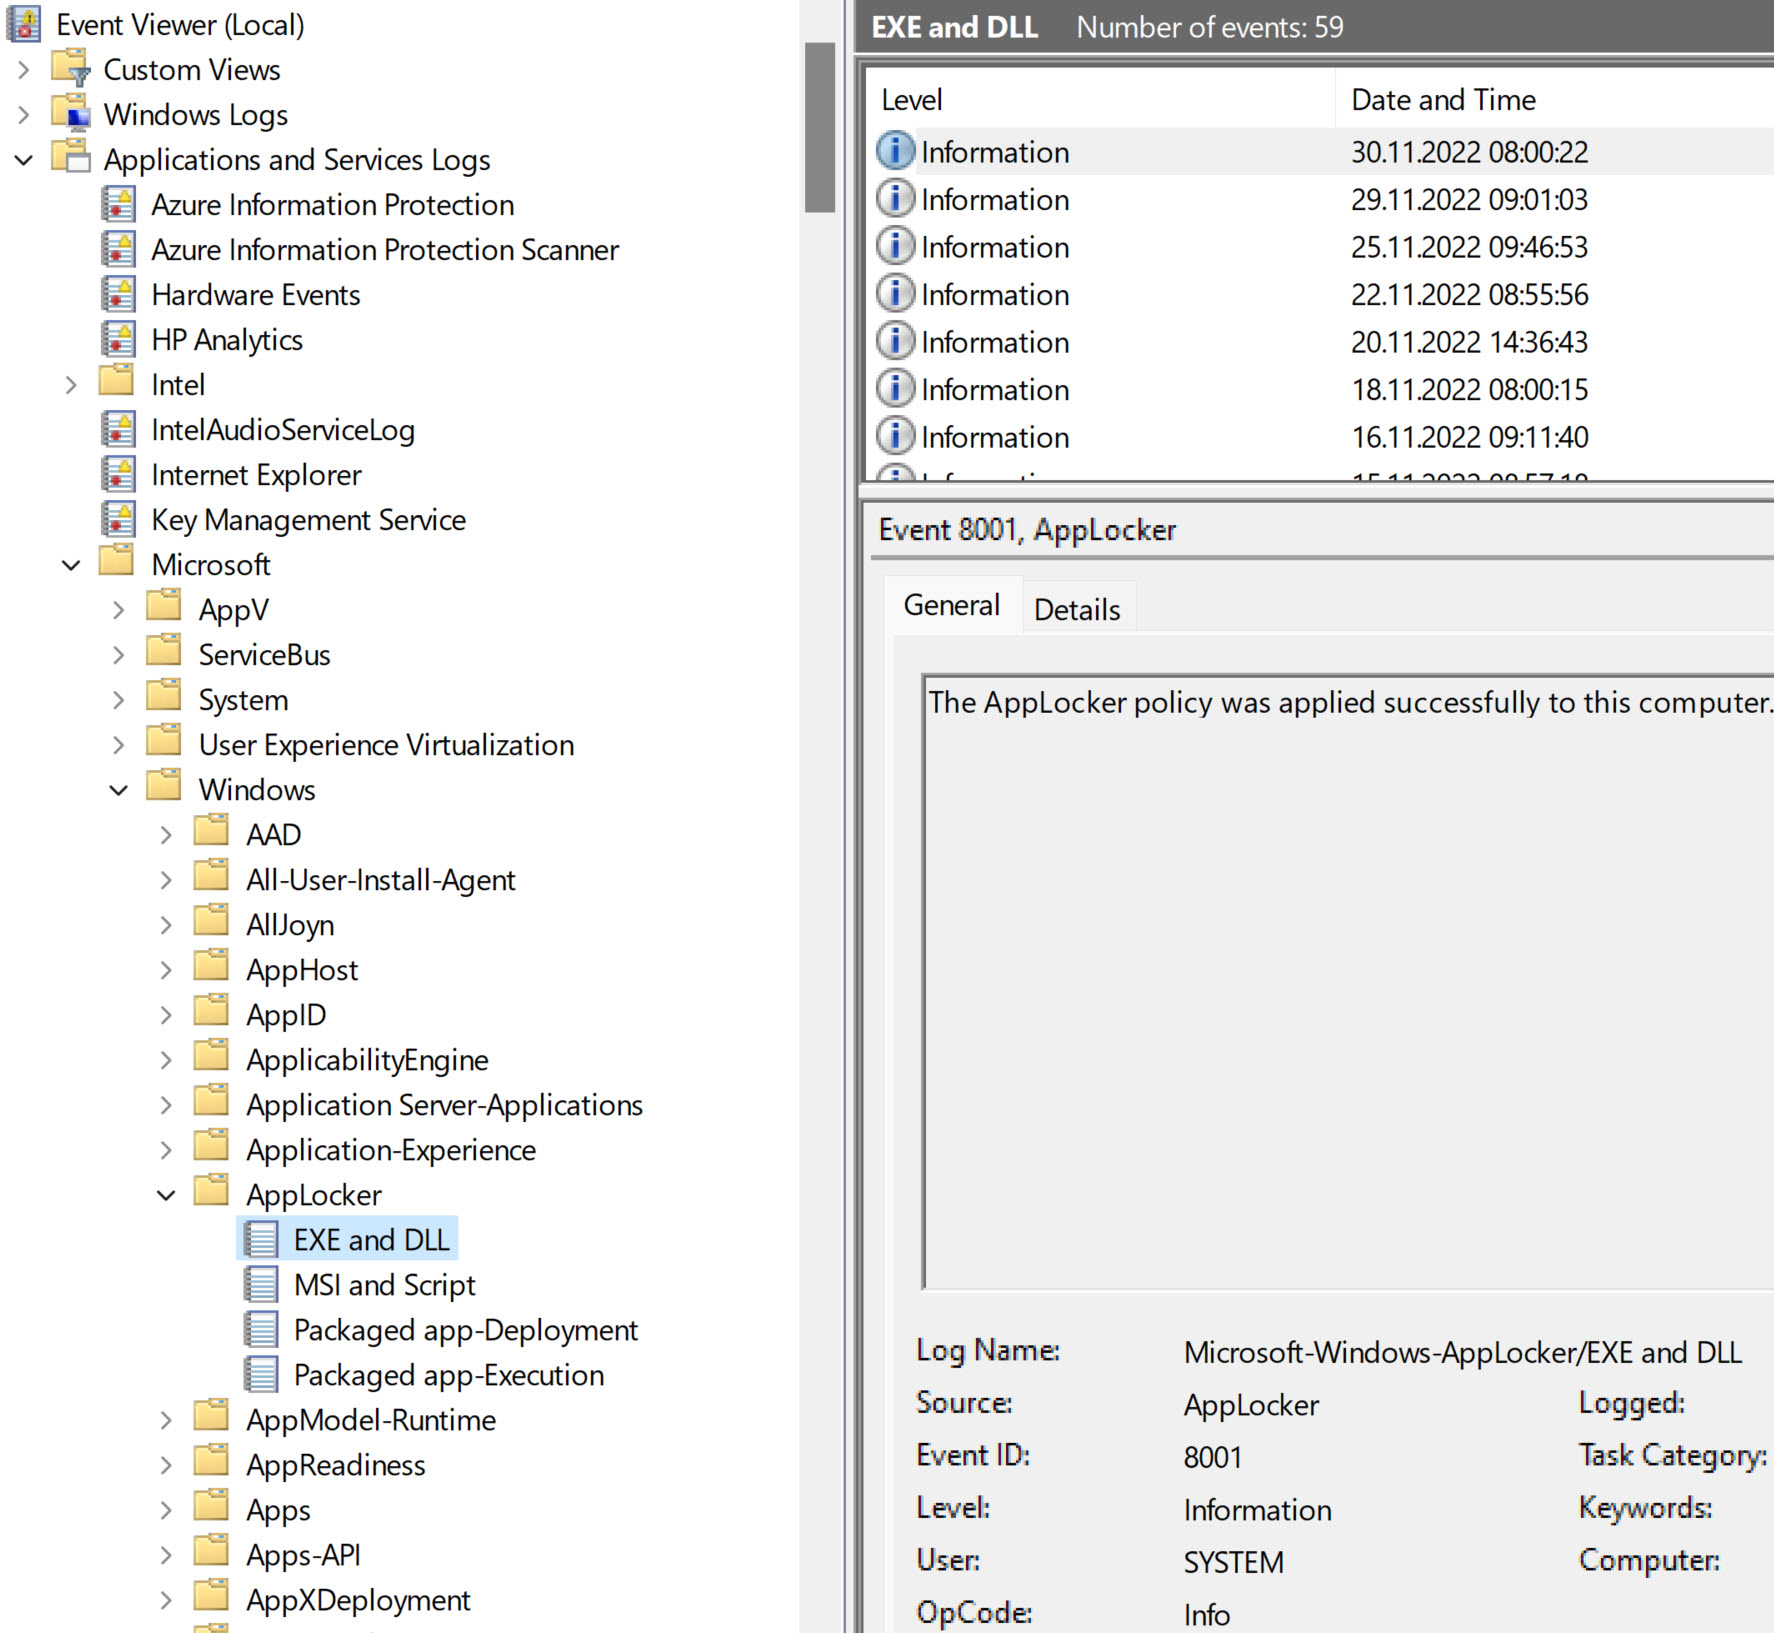 Event Viewer (Local)
Custom Views
Windows Logs
Applications and Services Logs
Azure Information Protection
Azure Information Protection Scanner
Hardware Events
HP Analytics
Intel
IntelAudioServiceLog
Internet Explorer
Key Management Service
Microsoft
AppV
ServiceBus
System
User Experience Virtualization
Windows
AAD
All-User-Install-Agent
AllJoyn
AppHost
AppID
ApplicabilityEngine
Application Server-Applications
Application-Experience
AppLocker
EXE and DLL
MSI and Script
Packaged app-Deployment
Packaged app-Execution
AppModel-Runtime
AppReadiness
Apps
Apps-API
AppXDeployment
EXE and DLL Number of events: 59
Level Date and Time
Information 30.11.2022 08:00:22
Information 29.11.2022 09:01:03
Information 25.11.2022 09:46:53
Information 22.11.2022 08:55:56
Information 20.11.2022 14:36:43
Information 18.11.2022 08:00:15
Information 16.11.2022 09:11:40
Event 8001, AppLocker
General Details
The AppLocker policy was applied successfully to this computer.
Log Name: Microsoft-Windows-AppLocker/EXE and DLL
Source: AppLocker Logged:
Event ID: 8001 Task Category:
Level: Information Keywords:
User: SYSTEM Computer:
OpCode: Info